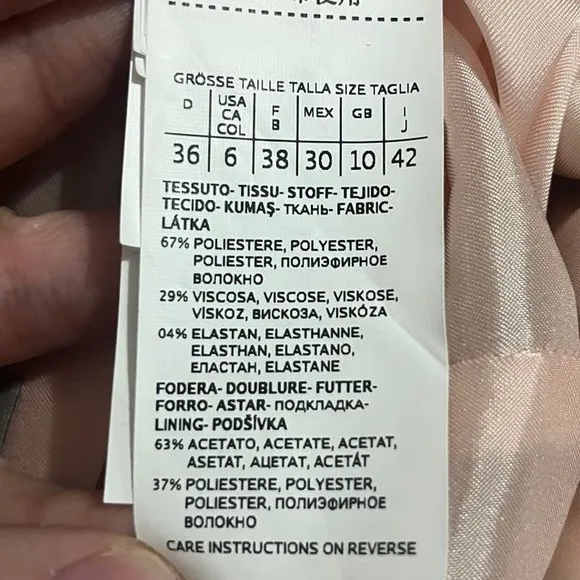 GRÖSSE TAILLE TALLA SIZE TAGLIA
D USA CA COL F B MEX GB I J
36 6 38 30 10 42
TESSUTO- TISSU- STOFF- TEJIDO-
TECIDO- KUMAŞ- ТКАНЬ- FABRIC-
LÁTKA
67% POLIESTERE, POLYESTER,
POLIESTER, ПОЛИЭФИРНОЕ
ВОЛОКНО
29% VISCOSA, VISCOSE, VISKOSE,
VİSKOZ, ВИСКОЗА, VISKÓZA
04% ELASTAN, ELASTHANNE,
ELASTHAN, ELASTANO,
ЕЛАСТАН, ELASTANE
FODERA- DOUBLURE- FUTTER-
FORRO- ASTAR- ПОДКЛАДКА-
LINING- PODŠÍVKA
63% ACETATO, ACETATE, ACETAT,
ASETAT, АЦЕТАТ, ACETÁT
37% POLIESTERE, POLYESTER,
POLIESTER, ПОЛИЭФИРНОЕ
ВОЛОКНО
CARE INSTRUCTIONS ON REVERSE